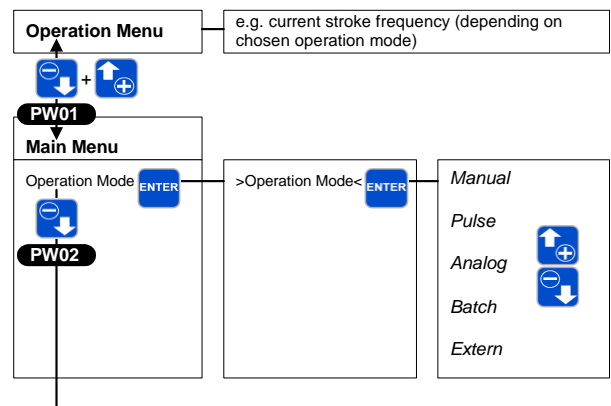 Operation Menu
e.g. current stroke frequency (depending on
chosen operation mode)
+
PW01
Main Menu
Operation Mode
ENTER
>Operation Mode<
ENTER
Manual
Pulse
Analog
Batch
Extern
PW02